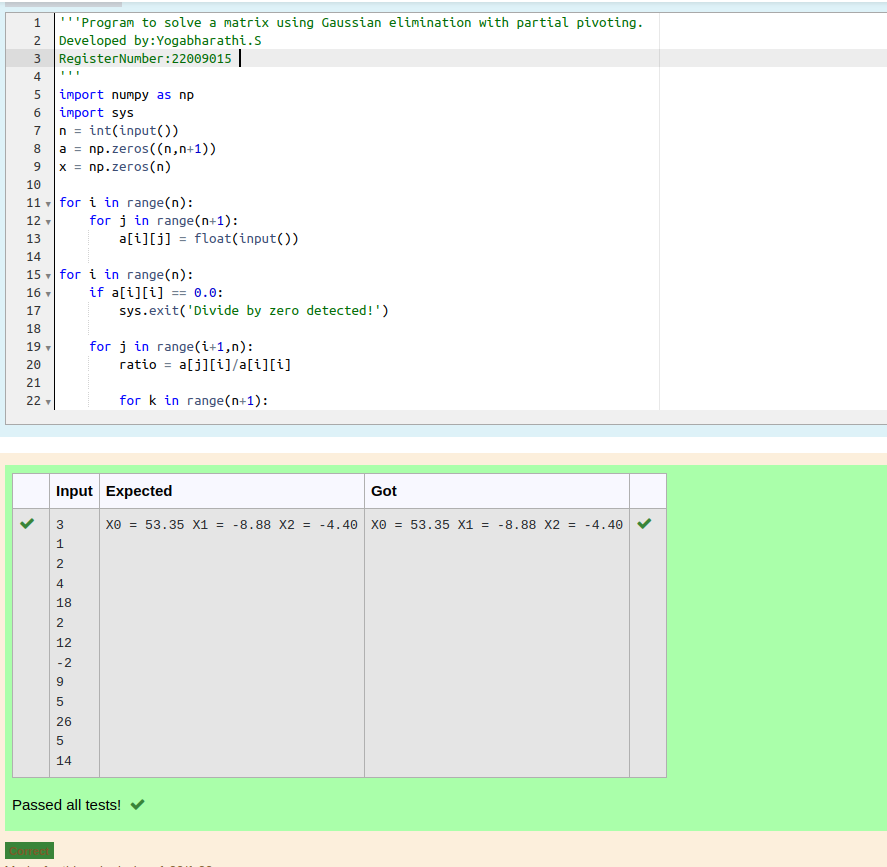 1 '''Program to solve a matrix using Gaussian elimination with partial pivoting.
2 Developed by:Yogabharathi.S
3 RegisterNumber:22009015
4 '''
5 import numpy as np
6 import sys
7 n = int(input())
8 a = np.zeros((n,n+1))
9 x = np.zeros(n)
10
11 for i in range(n):
12     for j in range(n+1):
13         a[i][j] = float(input())
14
15 for i in range(n):
16     if a[i][i] == 0.0:
17         sys.exit('Divide by zero detected!')
18
19     for j in range(i+1,n):
20         ratio = a[j][i]/a[i][i]
21
22         for k in range(n+1):
Input Expected Got
3 X0 = 53.35 X1 = -8.88 X2 = -4.40 X0 = 53.35 X1 = -8.88 X2 = -4.40
1
2
4
18
2
12
-2
9
5
26
5
14
Passed all tests!
Correct